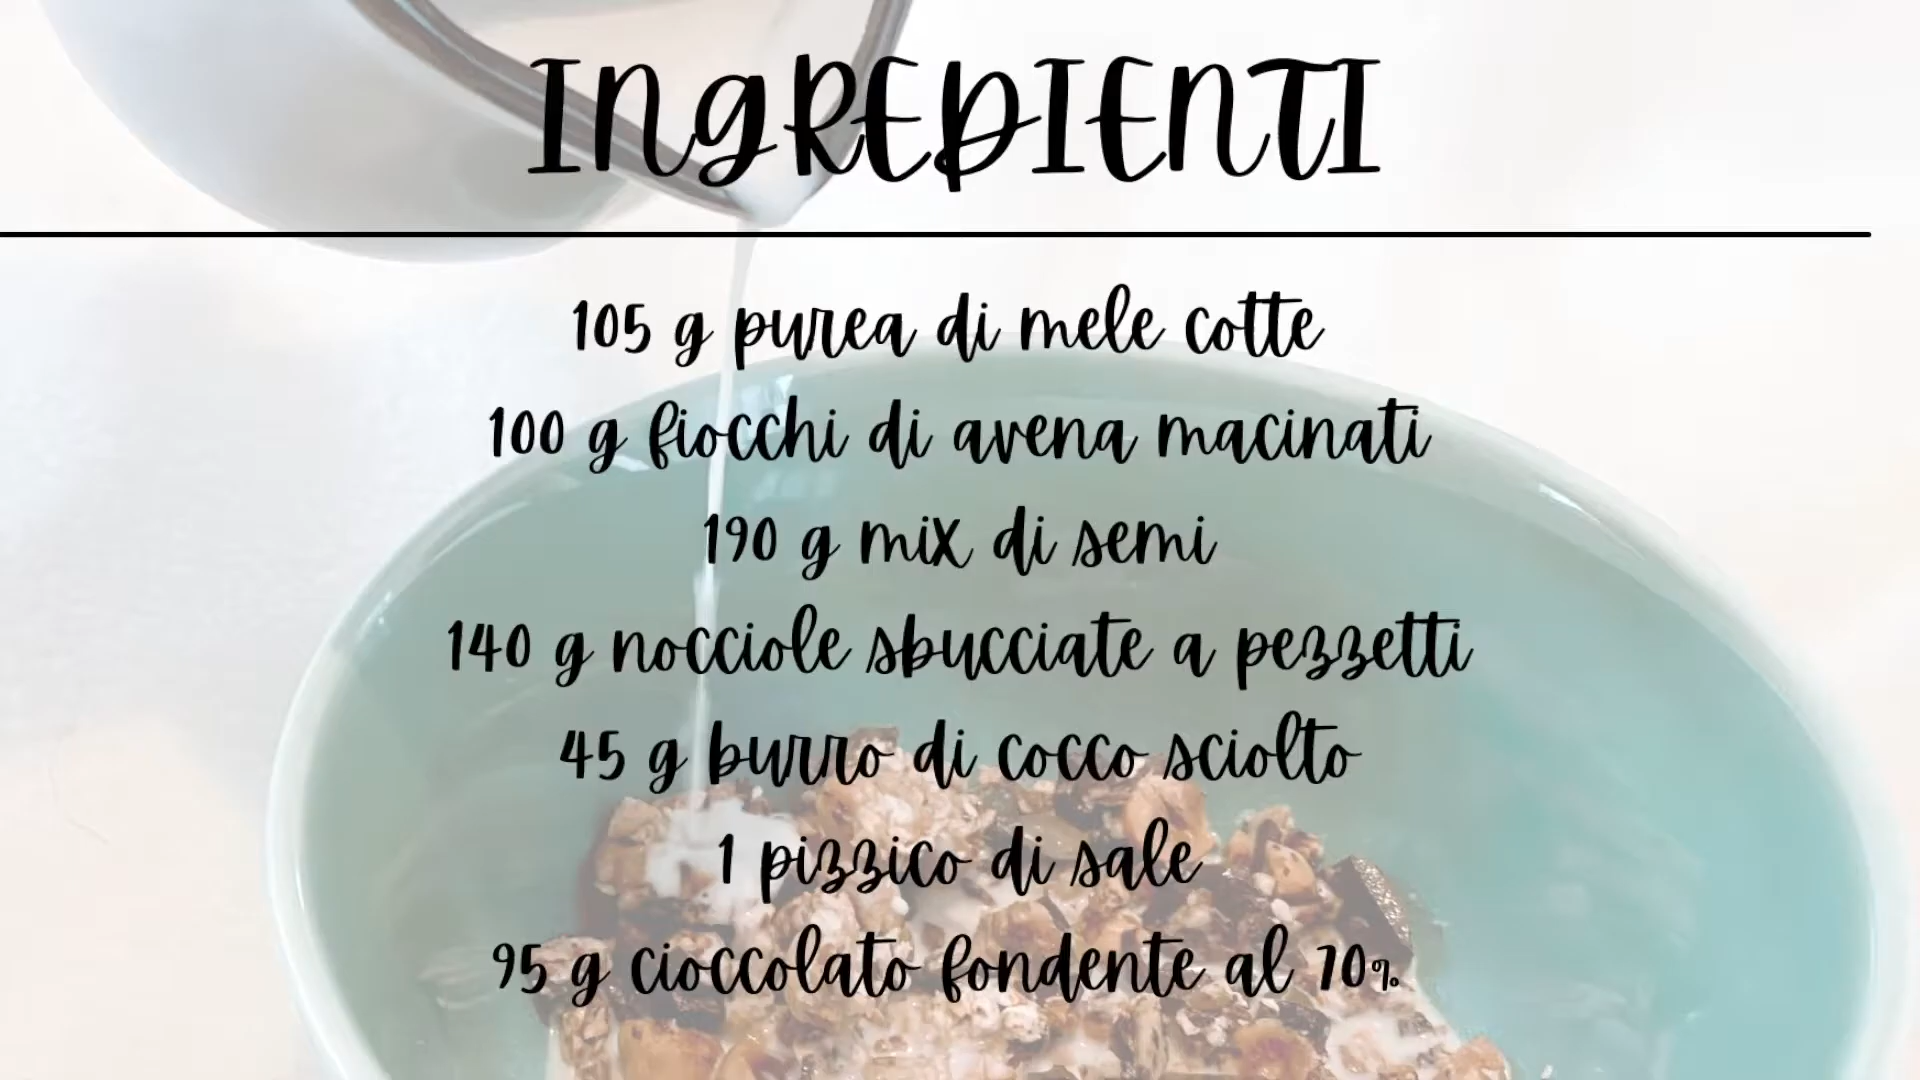 INgREDIENTI
105 g purea di mele cotte
100 g fiocchi di avena macinati
190 g mix di semi
140 g nocciole sbucciate a pezzetti
45 g burro di cocco sciolto
1 pizzico di sale
95 g cioccolato fondente al 70%